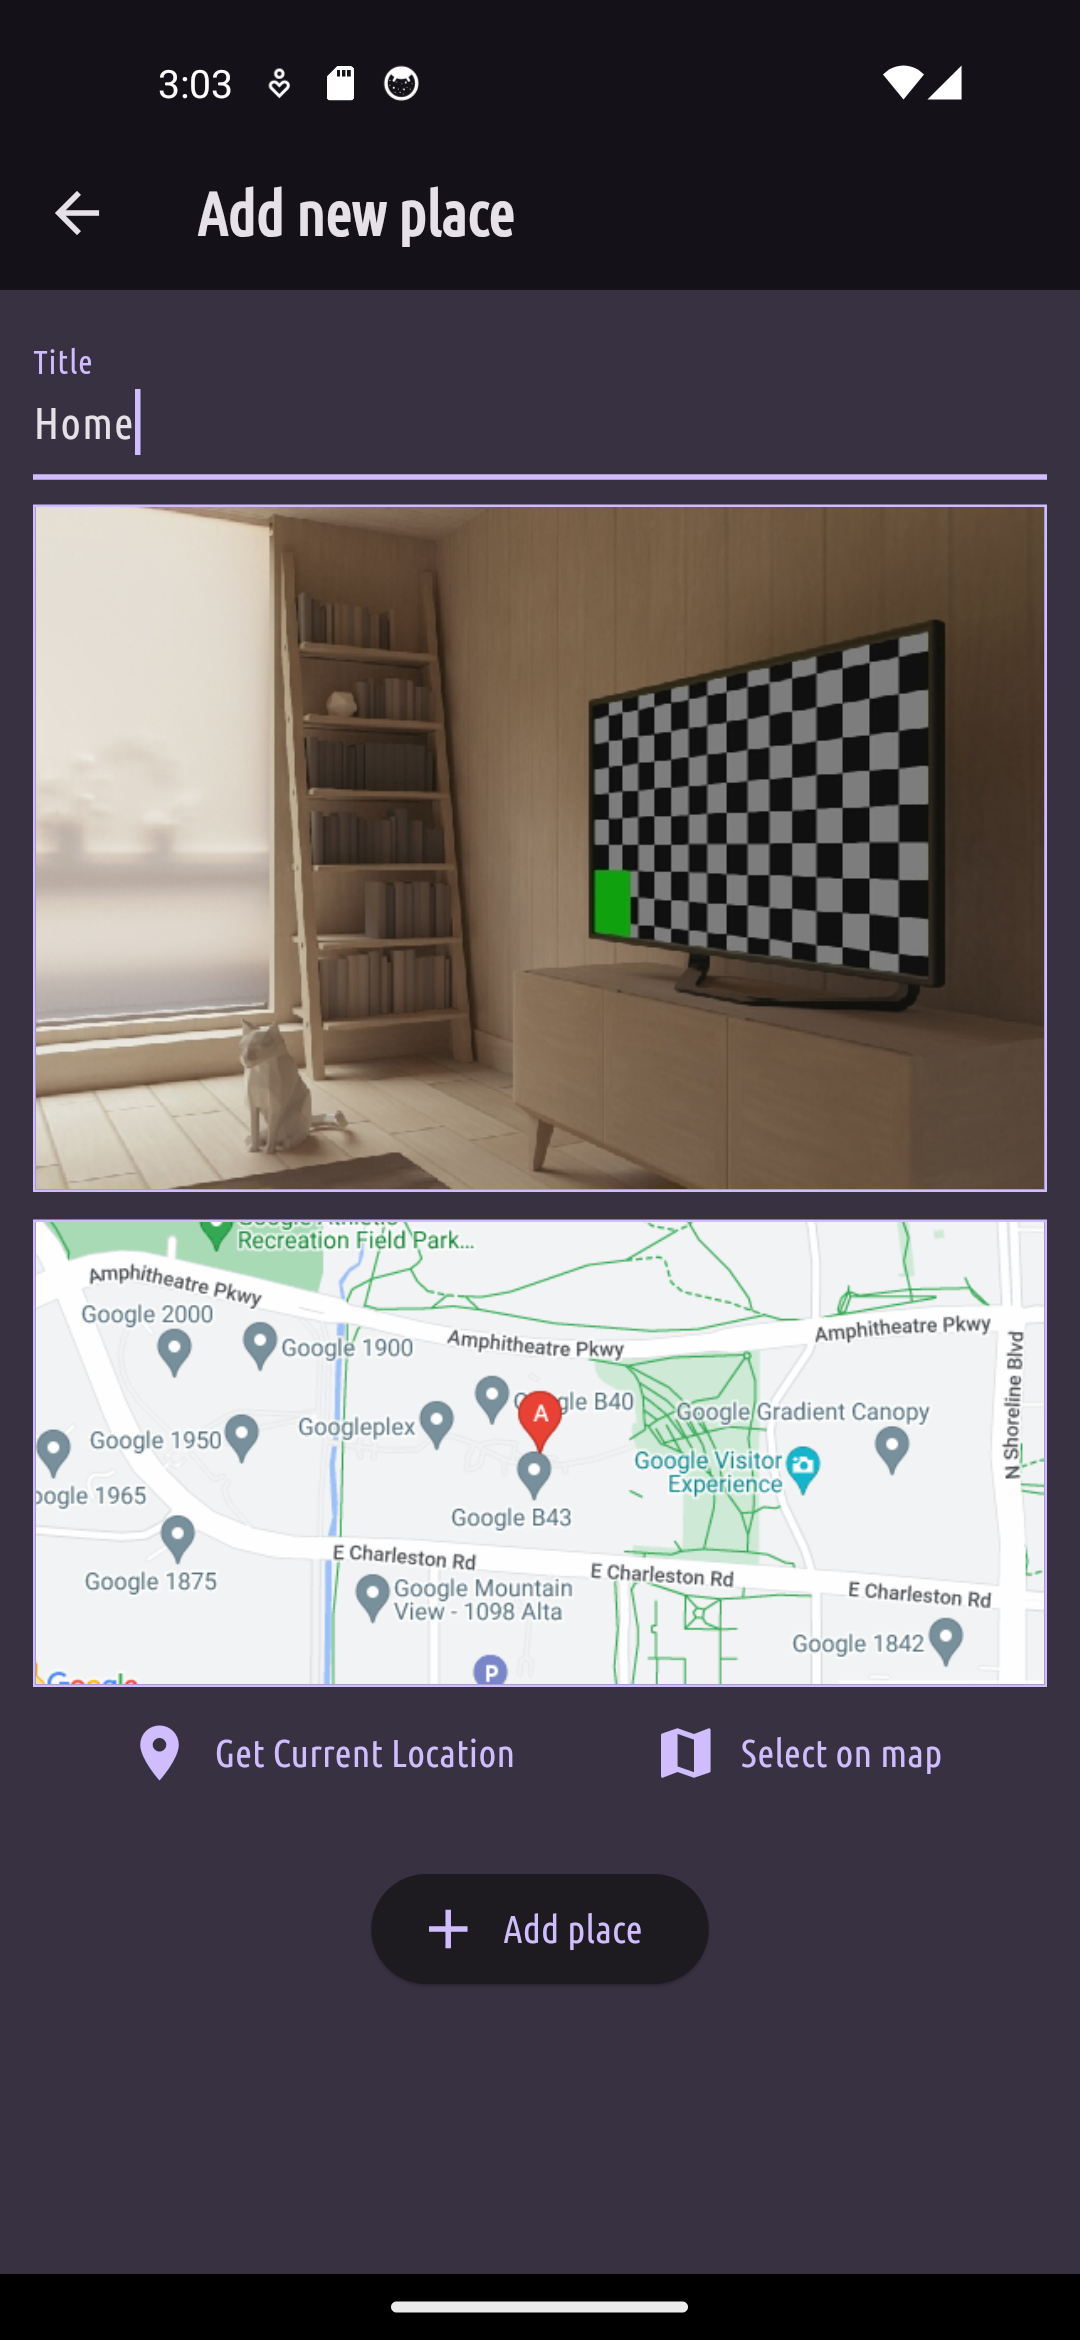 3:03
Add new place
Title
Home
Recreation Field Park...
Amphitheatre Pkwy
Google 2000
Google 1900
Amphitheatre Pkwy
Amphitheatre Pkwy
N Shoreline Blvd
Google B40
Googleplex
A
Google Gradient Canopy
Google 1950
Google Visitor
Experience
oogle 1965
Google B43
E Charleston Rd
E Charleston Rd
E Charleston Rd
Google 1875
Google Mountain
View - 1098 Alta
Google 1842
P
Google
Get Current Location
Select on map
Add place